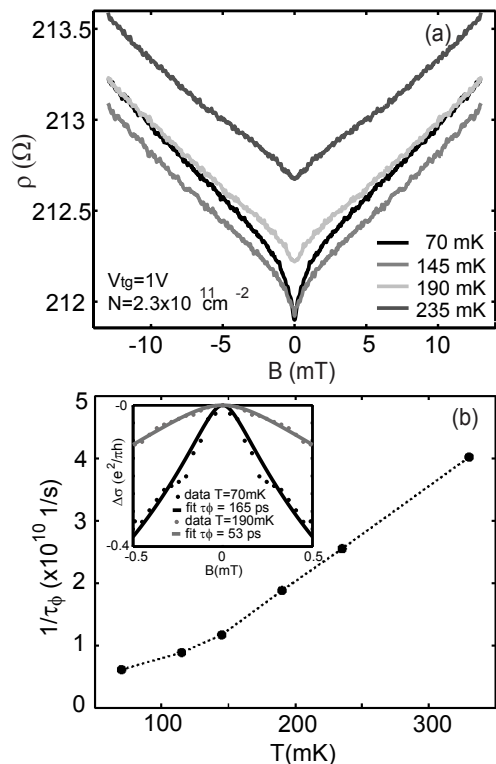 213.5
(a)
213
ρ (Ω)
212.5
212
V tg=1V
N=2.3x10 11 cm -2
70 mK
145 mK
190 mK
235 mK
-10 -5 0 5 10
B (mT)
5
(b)
4
3
2
1
0
1/τϕ (x10 10 1/s)
-0
-0.4
Δσ (e²/πh)
data T=70mK
fit τϕ = 165 ps
data T=190mK
fit τϕ = 53 ps
-0.5 0 0.5
B(mT)
100 200 300
T(mK)